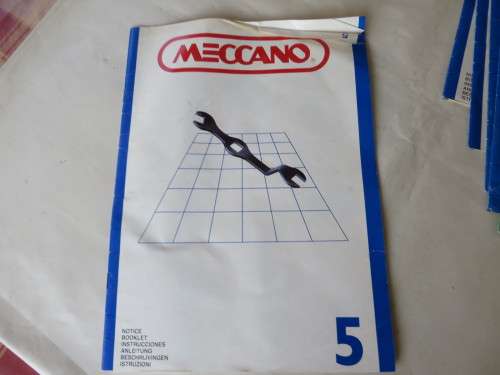 MECCANO
NOTICE
BOOKLET
INSTRUCCIONES
ANLEITUNG
BESCHRIJVINGEN
ISTRUZIONI
5